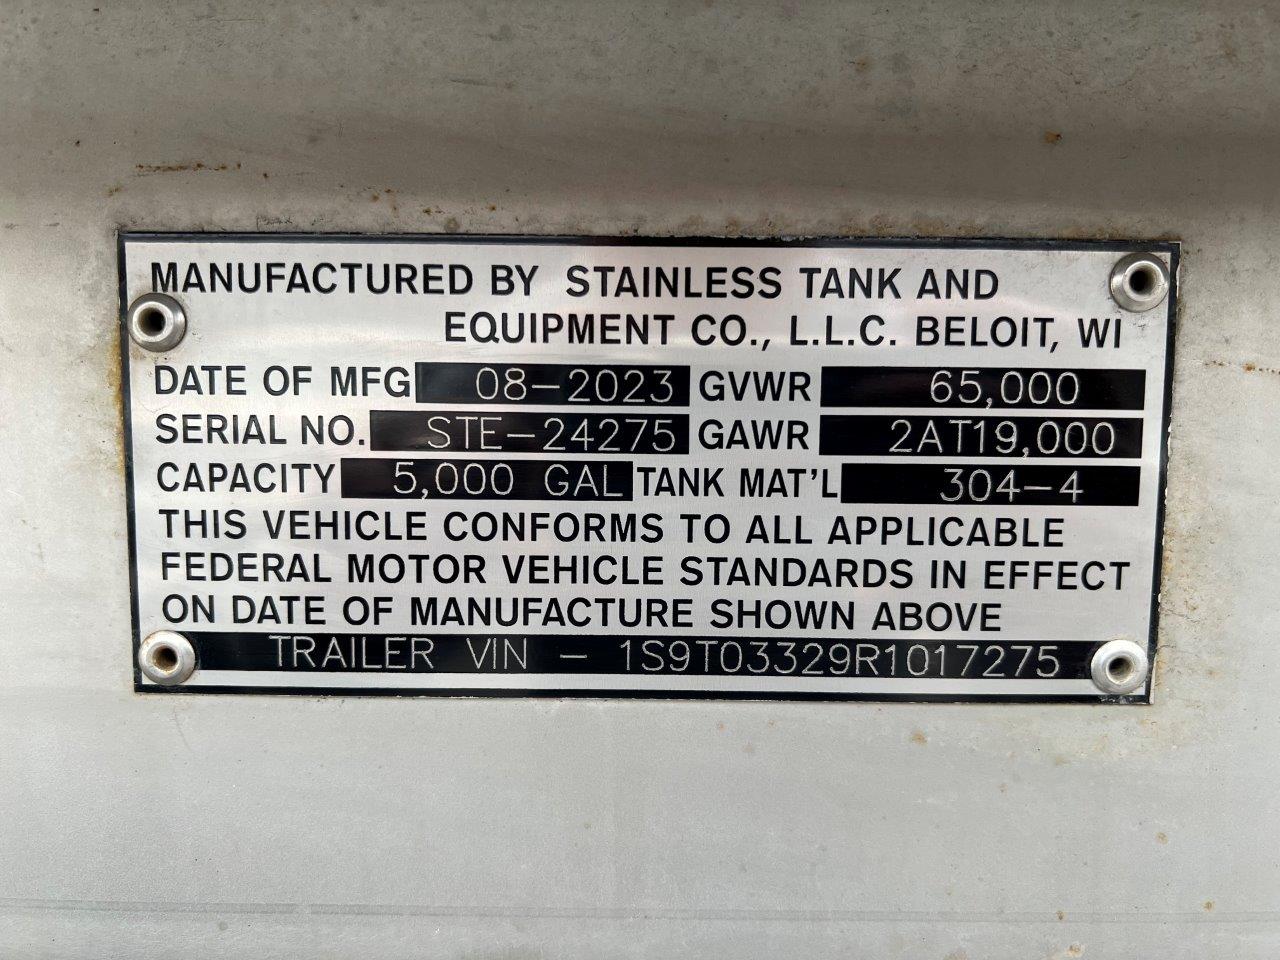 MANUFACTURED BY STAINLESS TANK AND
EQUIPMENT CO., L.L.C. BELOIT, WI
DATE OF MFG 08-2023 GVWR 65,000
SERIAL NO. STE-24275 GAWR 2AT19,000
CAPACITY 5,000 GAL TANK MAT'L 304-4
THIS VEHICLE CONFORMS TO ALL APPLICABLE
FEDERAL MOTOR VEHICLE STANDARDS IN EFFECT
ON DATE OF MANUFACTURE SHOWN ABOVE
TRAILER VIN - 1S9T03329R1017275